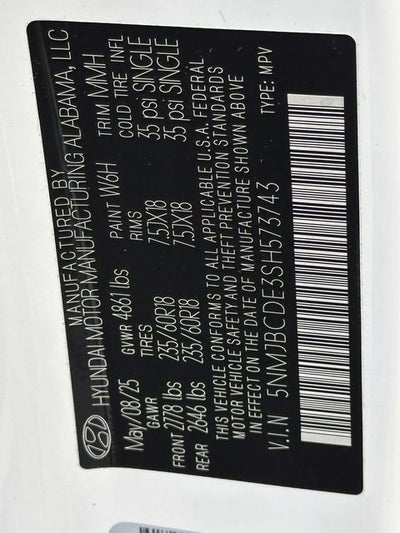 MANUFACTURED BY
HYUNDAI MOTOR MANUFACTURING ALABAMA, LLC
May/08/25 GVWR 4861 lbs PAINT W6H TRIM MMH
GAWR TIRES RIMS COLD TIRE INFL
FRONT 2778 lbs 235/60R18 7.5JX18 35 psi SINGLE
REAR 2646 lbs 235/60R18 7.5JX18 35 psi SINGLE
THIS VEHICLE CONFORMS TO ALL APPLICABLE U.S.A. FEDERAL
MOTOR VEHICLE SAFETY AND THEFT PREVENTION STANDARDS
IN EFFECT ON THE DATE OF MANUFACTURE SHOWN ABOVE.
V.I.N 5NMJBCDE3SH573743 TYPE: MPV